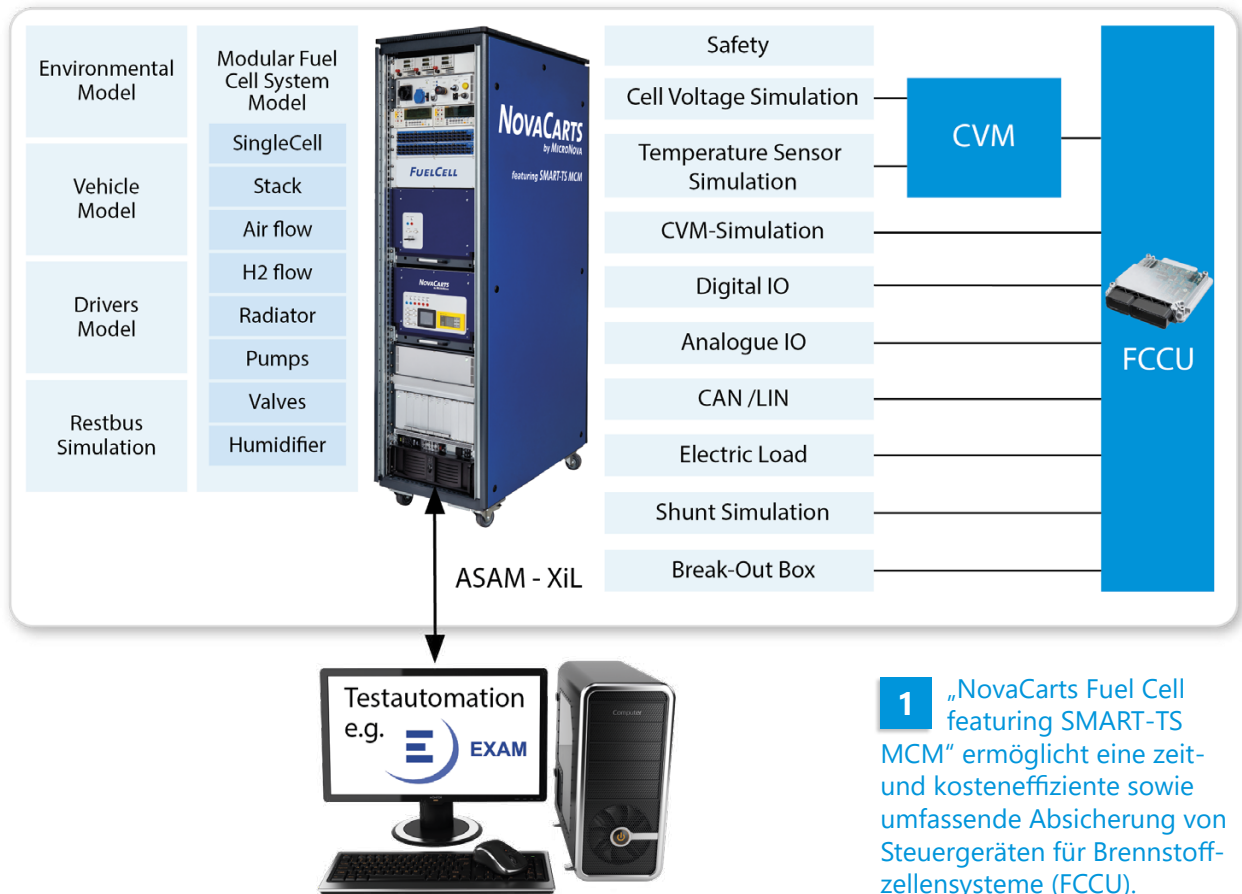 Environmental
Model
Vehicle
Model
Drivers
Model
Restbus
Simulation
Modular Fuel
Cell System
Model
SingleCell
Stack
Air flow
H2 flow
Radiator
Pumps
Valves
Humidifier
NOVACARTS
by MICRONOVA
featuring SMART-TS MCM
FUELCELL
NOVACARTS
Safety
Cell Voltage Simulation
Temperature Sensor
Simulation
CVM-Simulation
Digital IO
Analogue IO
CAN /LIN
Electric Load
Shunt Simulation
Break-Out Box
CVM
FCCU
ASAM - XiL
Testautomation
e.g.
EXAM
Computer
1 „NovaCarts Fuel Cell
featuring SMART-TS
MCM“ ermöglicht eine zeit-
und kosteneffiziente sowie
umfassende Absicherung von
Steuergeräten für Brennstoff-
zellensysteme (FCCU).